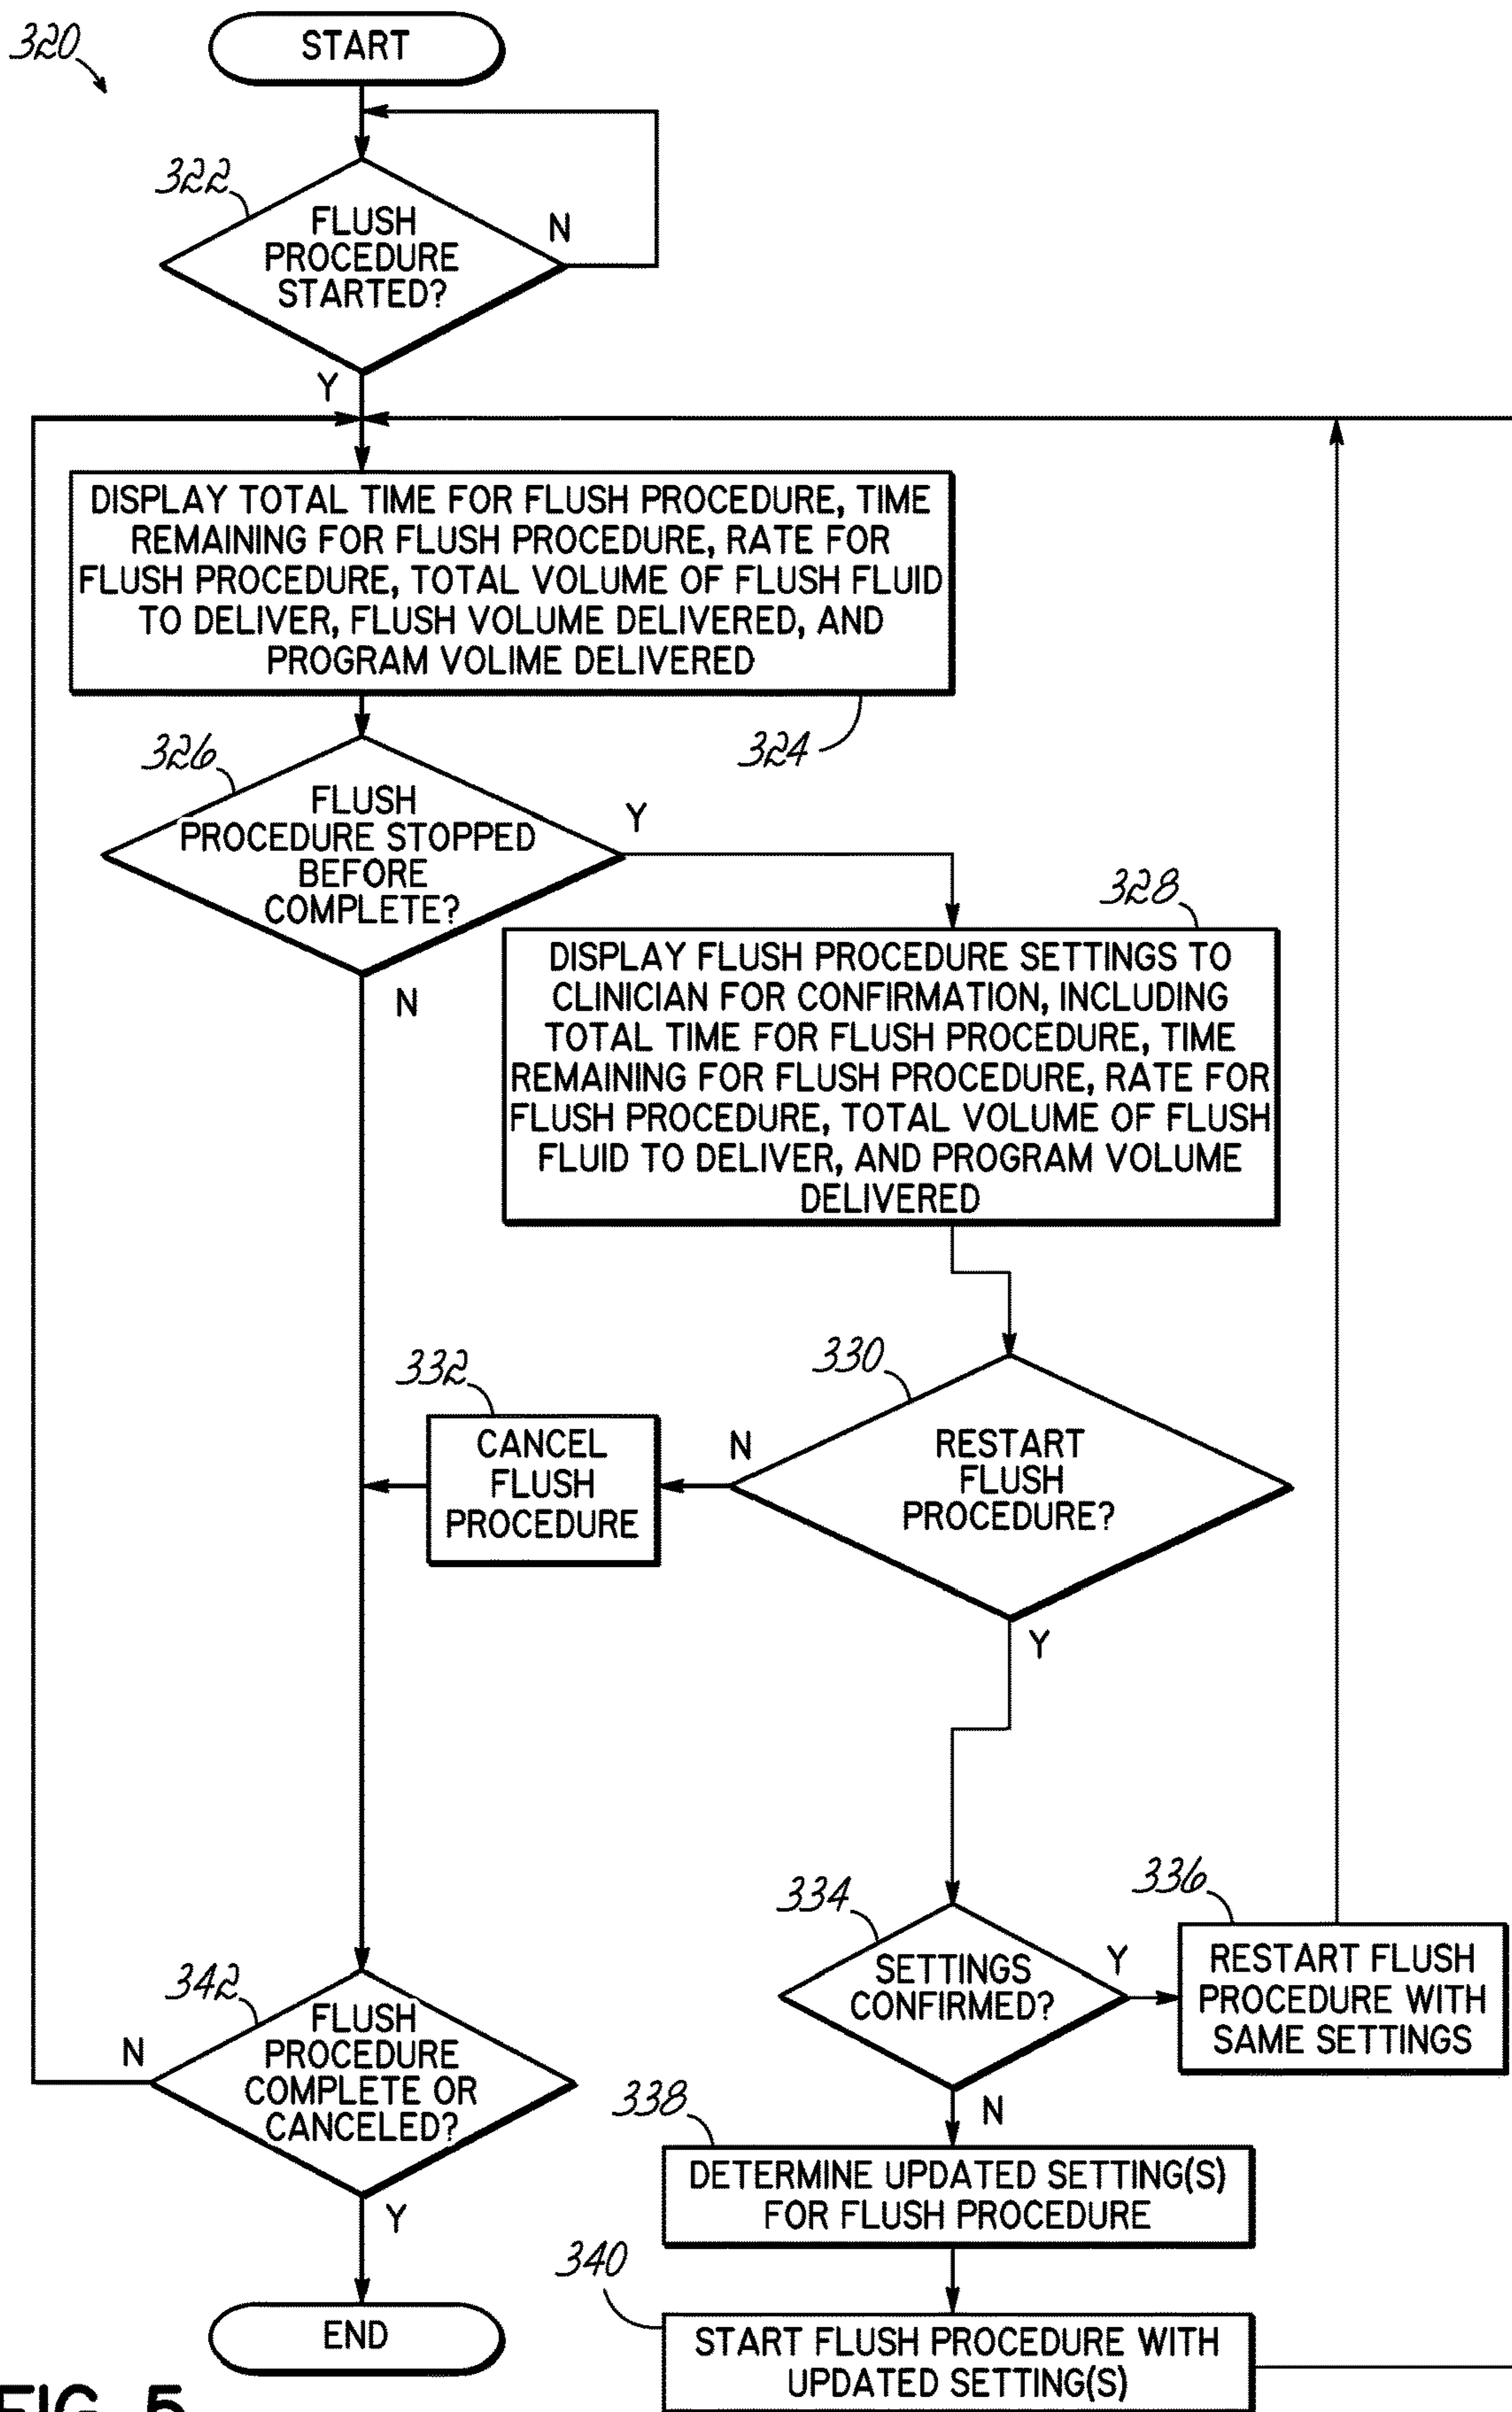 320
START
322
FLUSH
PROCEDURE
STARTED?
N
Y
DISPLAY TOTAL TIME FOR FLUSH PROCEDURE, TIME
REMAINING FOR FLUSH PROCEDURE, RATE FOR
FLUSH PROCEDURE, TOTAL VOLUME OF FLUSH FLUID
TO DELIVER, FLUSH VOLUME DELIVERED, AND
PROGRAM VOLIME DELIVERED
324
326
FLUSH
PROCEDURE STOPPED
BEFORE
COMPLETE?
Y
N
328
DISPLAY FLUSH PROCEDURE SETTINGS TO
CLINICIAN FOR CONFIRMATION, INCLUDING
TOTAL TIME FOR FLUSH PROCEDURE, TIME
REMAINING FOR FLUSH PROCEDURE, RATE FOR
FLUSH PROCEDURE, TOTAL VOLUME OF FLUSH
FLUID TO DELIVER, AND PROGRAM VOLUME
DELIVERED
330
RESTART
FLUSH
PROCEDURE?
N
Y
332
CANCEL
FLUSH
PROCEDURE
334
SETTINGS
CONFIRMED?
Y
N
336
RESTART FLUSH
PROCEDURE WITH
SAME SETTINGS
342
FLUSH
PROCEDURE
COMPLETE OR
CANCELED?
N
Y
338
DETERMINE UPDATED SETTING(S)
FOR FLUSH PROCEDURE
340
START FLUSH PROCEDURE WITH
UPDATED SETTING(S)
END
FIG. 5